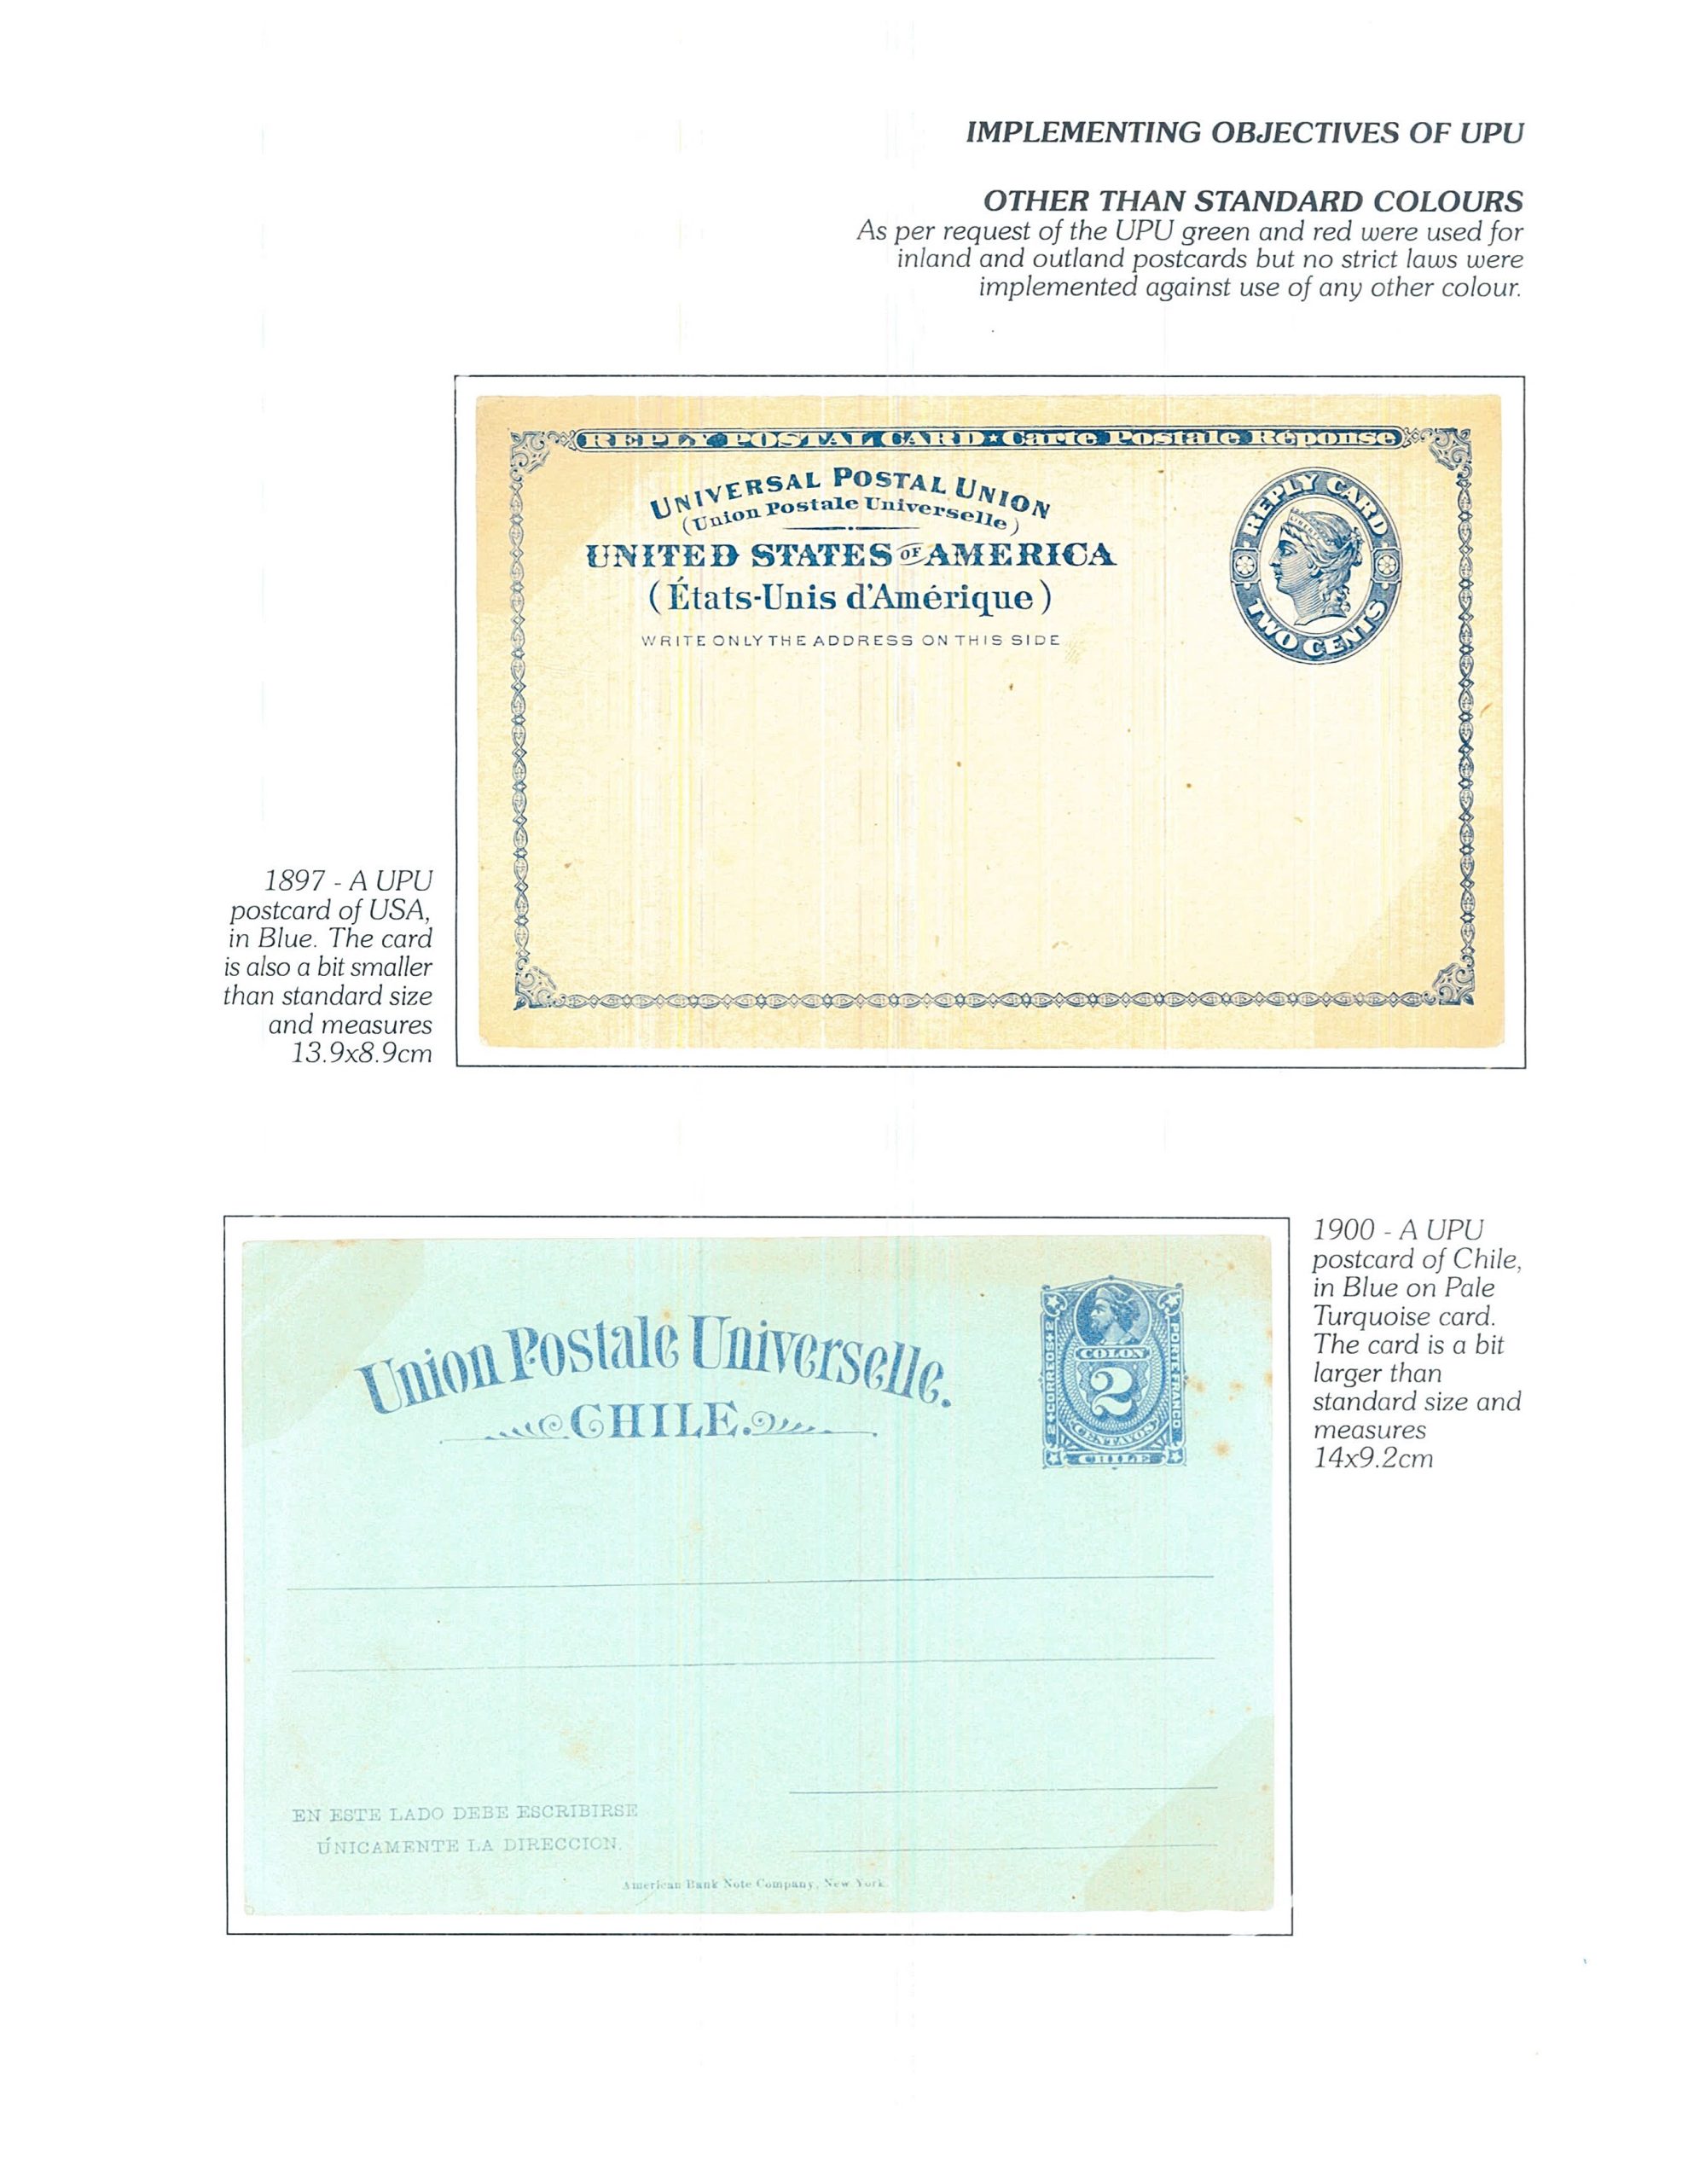 IMPLEMENTING OBJECTIVES OF UPU
OTHER THAN STANDARD COLOURS
As per request of the UPU green and red were used for
inland and outland postcards but no strict laws were
implemented against use of any other colour.
REPLY POSTAL CARD ★ Carte Postale Réponse
UNIVERSAL POSTAL UNION
(Union Postale Universelle)
UNITED STATES OF AMERICA
(États-Unis d'Amérique)
WRITE ONLY THE ADDRESS ON THIS SIDE
REPLY CARD
LIBERTY
TWO CENTS
1897 - A UPU
postcard of USA,
in Blue. The card
is also a bit smaller
than standard size
and measures
13.9x8.9cm
Union Postale Universelle.
CHILE.
COLON
2
CENTAVOS
CHILE
2 CORREOS 2
PORTE FRANCO
EN ESTE LADO DEBE ESCRIBIRSE
ÚNICAMENTE LA DIRECCION.
American Bank Note Company, New York.
1900 - A UPU
postcard of Chile,
in Blue on Pale
Turquoise card.
The card is a bit
larger than
standard size and
measures
14x9.2cm